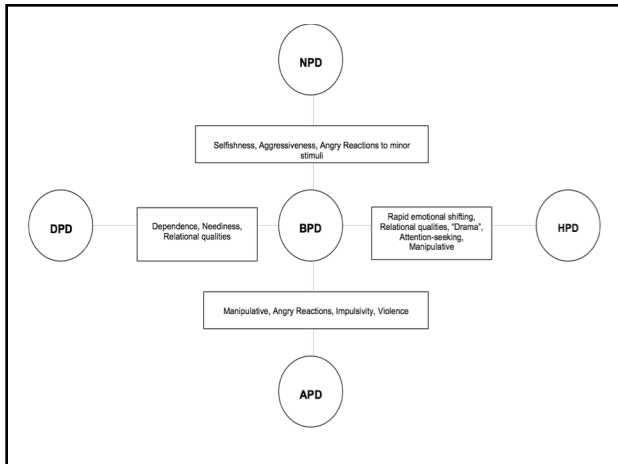 NPD
Selfishness, Aggressiveness, Angry Reactions to minor
stimuli
DPD
Dependence, Neediness,
Relational qualities
BPD
Rapid emotional shifting,
Relational qualities, "Drama",
Attention-seeking,
Manipulative
HPD
Manipulative, Angry Reactions, Impulsivity, Violence
APD